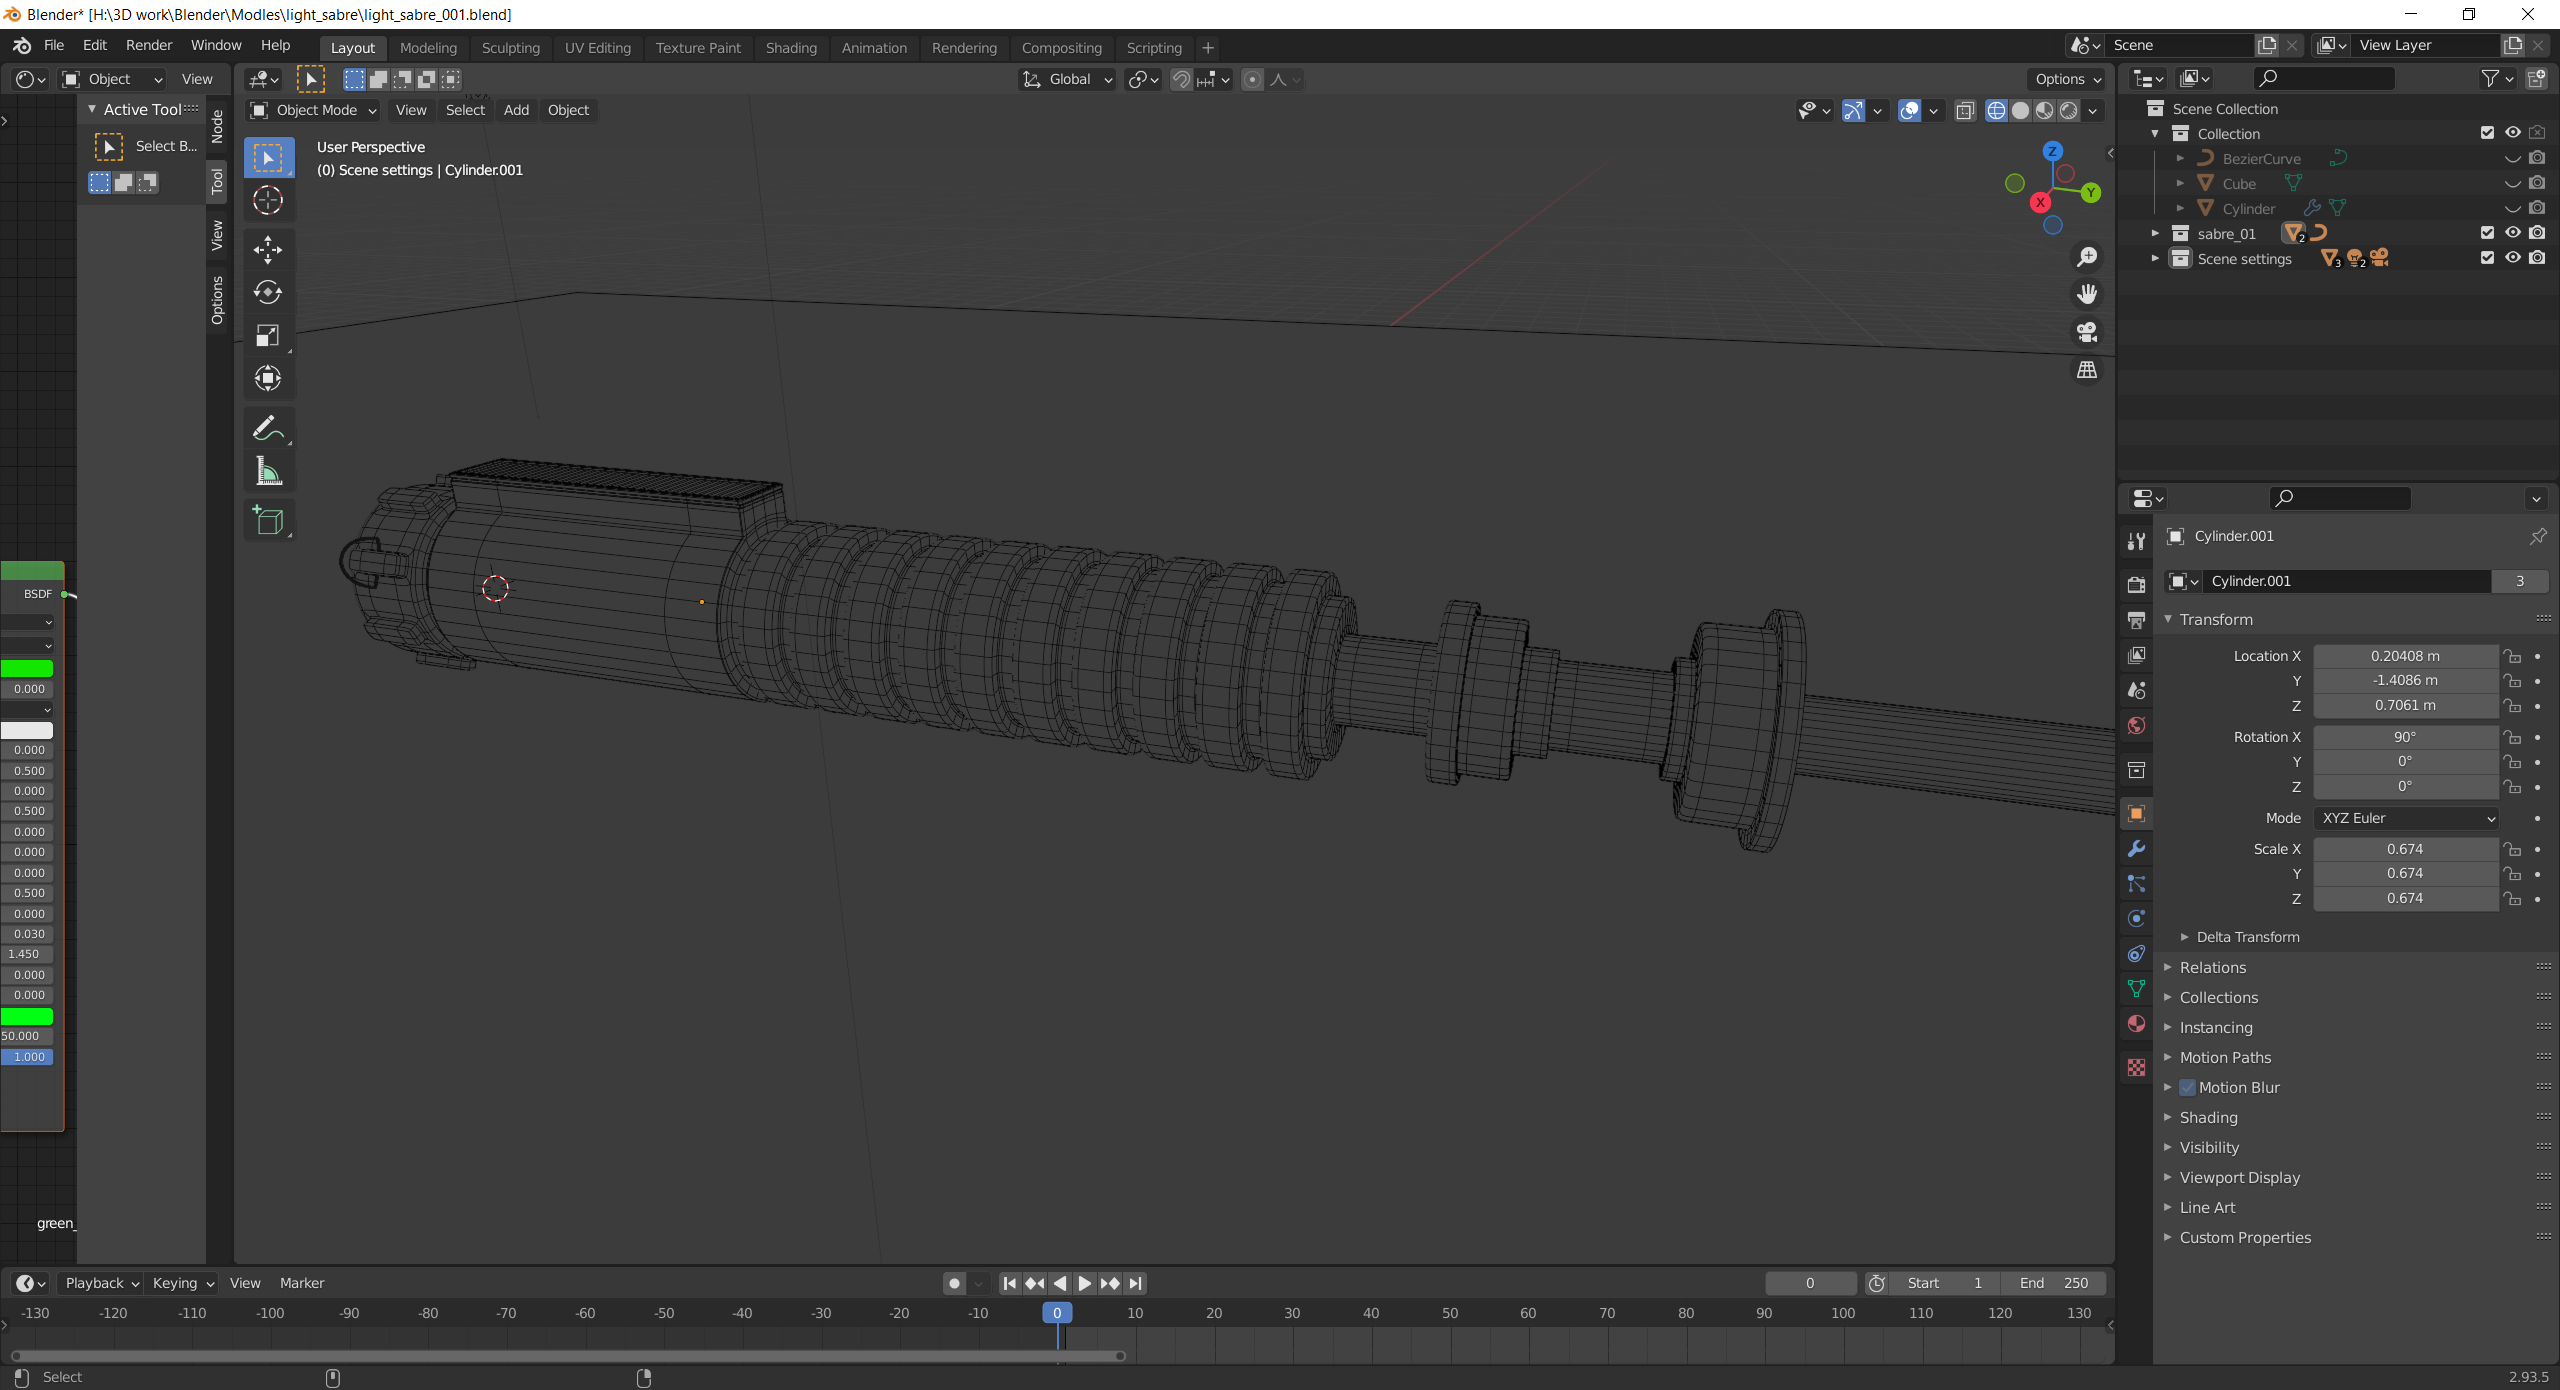 Blender* [H:\3D work\Blender\Modles\light_sabre\light_sabre_001.blend]
File Edit Render Window Help
Layout Modeling Sculpting UV Editing Texture Paint Shading Animation Rendering Compositing Scripting +
Scene
View Layer
Object View
Global
Options
Active Tool
Select B...
Node
Tool
View
Options
Object Mode View Select Add Object
User Perspective
(0) Scene settings | Cylinder.001
Z
Y
X
Scene Collection
Collection
BezierCurve
Cube
Cylinder
sabre_01 2
Scene settings 3 2
BSDF
0.000
0.000
0.500
0.000
0.500
0.000
0.000
0.000
0.500
0.000
0.030
1.450
0.000
0.000
50.000
1.000
green_
Cylinder.001
Cylinder.001 3
Transform
Location X 0.20408 m
Y -1.4086 m
Z 0.7061 m
Rotation X 90°
Y 0°
Z 0°
Mode XYZ Euler
Scale X 0.674
Y 0.674
Z 0.674
Delta Transform
Relations
Collections
Instancing
Motion Paths
Motion Blur
Shading
Visibility
Viewport Display
Line Art
Custom Properties
Playback Keying View Marker
0 Start 1 End 250
-130 -120 -110 -100 -90 -80 -70 -60 -50 -40 -30 -20 -10 0 10 20 30 40 50 60 70 80 90 100 110 120 130
Select
2.93.5